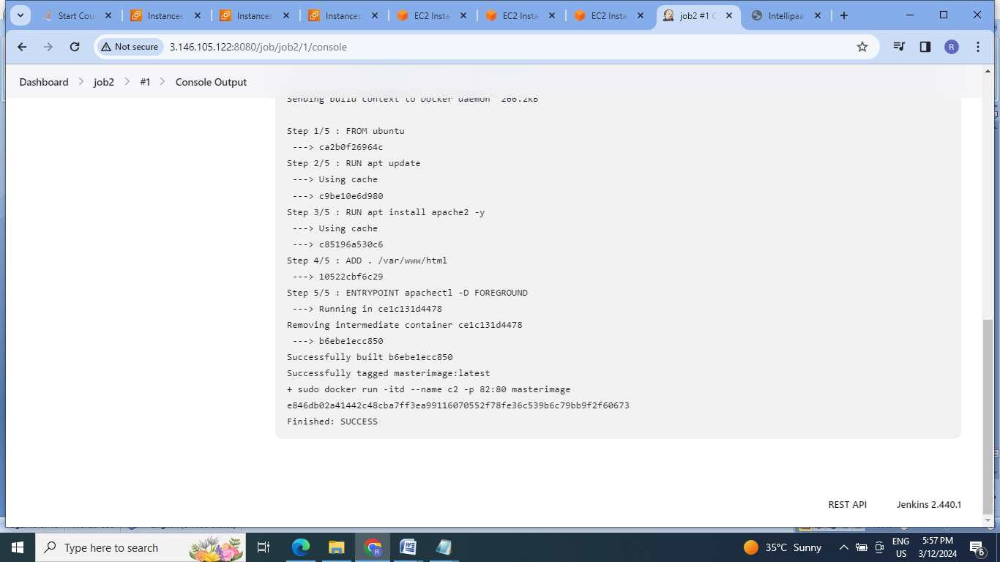 Start Cou
Instances
Instances
Instances
EC2 Insta
EC2 Insta
EC2 Insta
job2 #1 C
Intellipaa
Not secure
3.146.105.122:8080/job/job2/1/console
R
Dashboard
job2
#1
Console Output
Sending build context to Docker daemon 266.2kB
Step 1/5 : FROM ubuntu
---> ca2b0f26964c
Step 2/5 : RUN apt update
---> Using cache
---> c9be10e6d980
Step 3/5 : RUN apt install apache2 -y
---> Using cache
---> c85196a530c6
Step 4/5 : ADD . /var/www/html
---> 10522cbf6c29
Step 5/5 : ENTRYPOINT apachectl -D FOREGROUND
---> Running in ce1c131d4478
Removing intermediate container ce1c131d4478
---> b6ebe1ecc850
Successfully built b6ebe1ecc850
Successfully tagged masterimage:latest
+ sudo docker run -itd --name c2 -p 82:80 masterimage
e846db02a41442c48cba7ff3ea99116070552f78fe36c539b6c79bb9f2f60673
Finished: SUCCESS
REST API
Jenkins 2.440.1
Type here to search
35°C Sunny
ENG
US
5:57 PM
3/12/2024
6